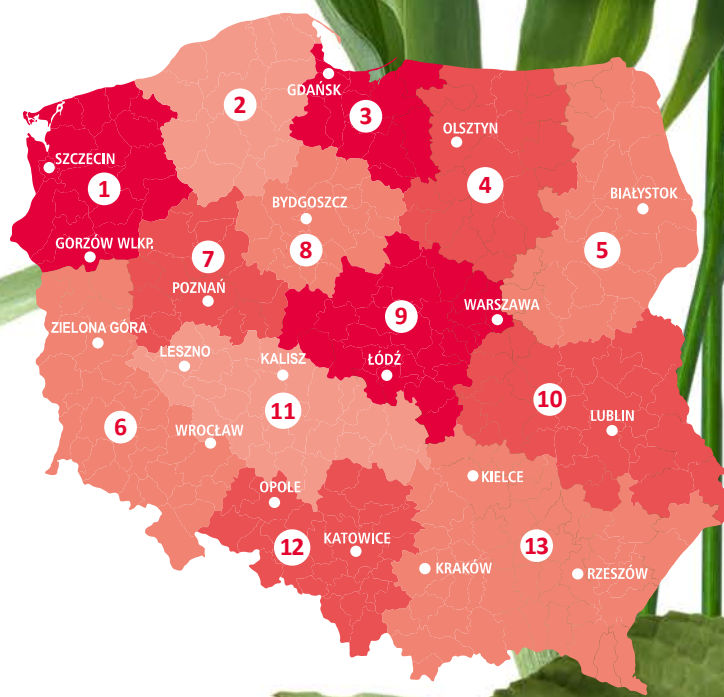 2
GDAŃSK
3
OLSZTYN
SZCZECIN
1
4
BIAŁYSTOK
BYDGOSZCZ
GORZÓW WLKP.
7
8
5
POZNAŃ
9
WARSZAWA
ZIELONA GÓRA
LESZNO
KALISZ
ŁÓDŹ
10
6
11
LUBLIN
WROCŁAW
KIELCE
OPOLE
12
KATOWICE
13
KRAKÓW
RZESZÓW